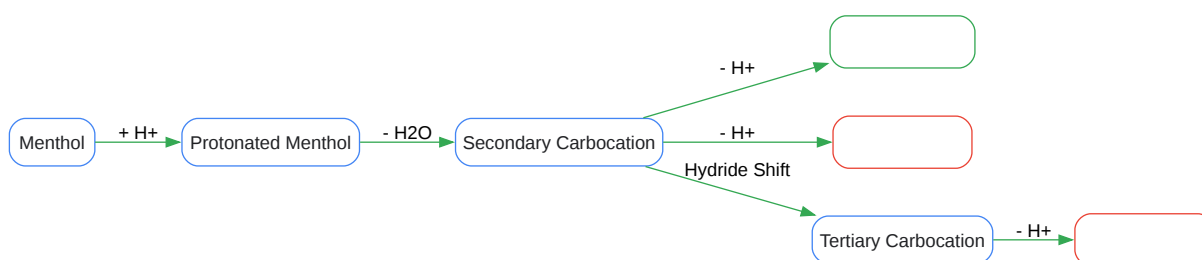 - H+
Menthol
+ H+
Protonated Menthol
- H2O
Secondary Carbocation
- H+
Hydride Shift
Tertiary Carbocation
- H+